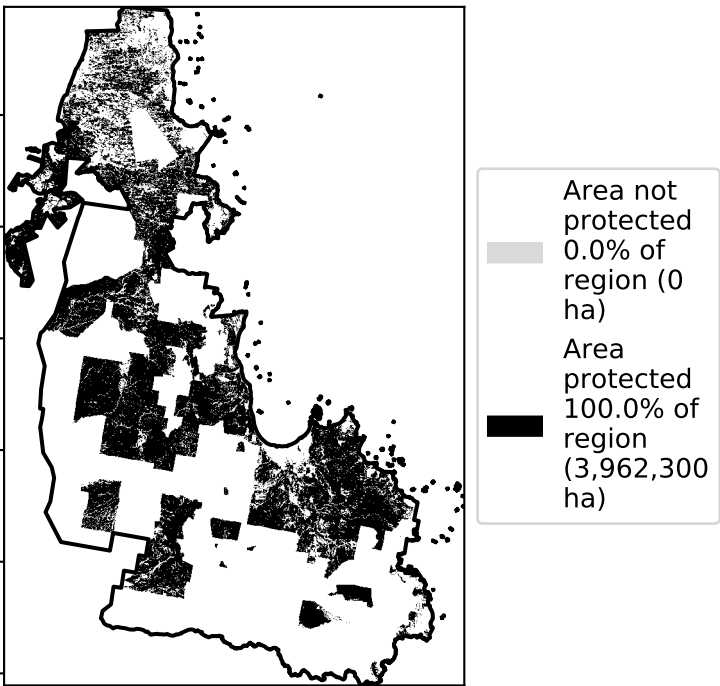 Area not
protected
0.0% of
region (0
ha)
Area
protected
100.0% of
region
(3,962,300
ha)